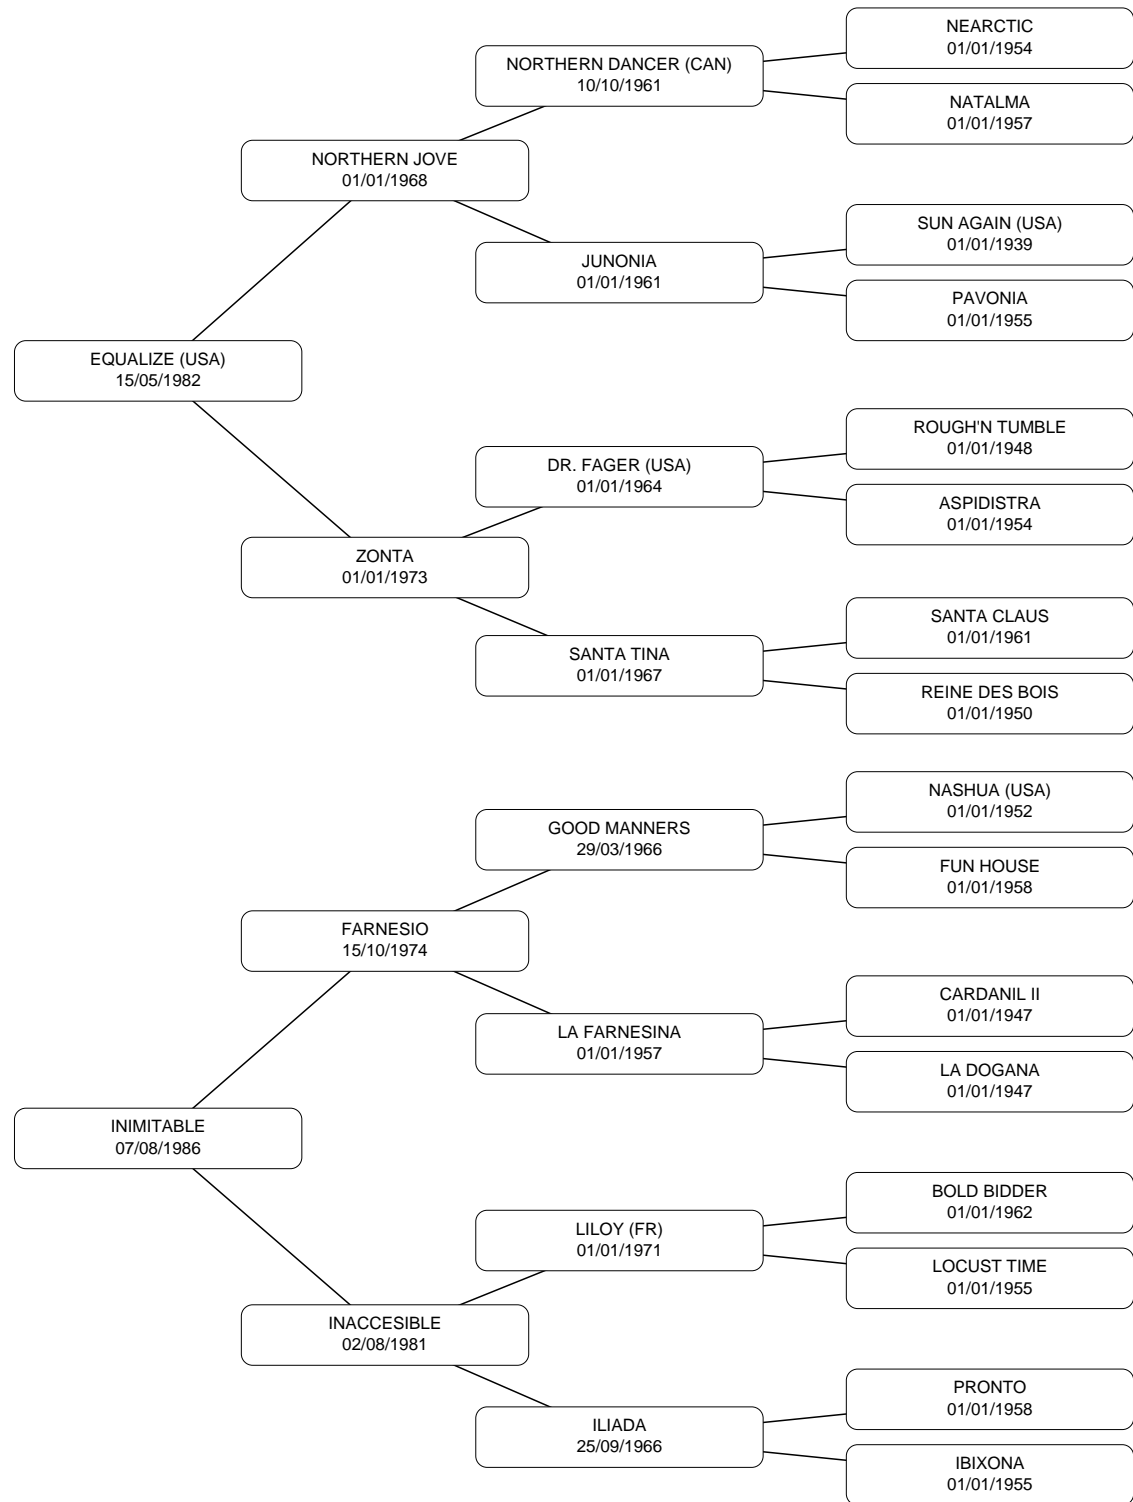 NEARCTIC
01/01/1954
NORTHERN DANCER (CAN)
10/10/1961
NATALMA
01/01/1957
NORTHERN JOVE
01/01/1968
SUN AGAIN (USA)
01/01/1939
JUNONIA
01/01/1961
PAVONIA
01/01/1955
EQUALIZE (USA)
15/05/1982
ROUGH'N TUMBLE
01/01/1948
DR. FAGER (USA)
01/01/1964
ASPIDISTRA
01/01/1954
ZONTA
01/01/1973
SANTA CLAUS
01/01/1961
SANTA TINA
01/01/1967
REINE DES BOIS
01/01/1950
NASHUA (USA)
01/01/1952
GOOD MANNERS
29/03/1966
FUN HOUSE
01/01/1958
FARNESIO
15/10/1974
CARDANIL II
01/01/1947
LA FARNESINA
01/01/1957
LA DOGANA
01/01/1947
INIMITABLE
07/08/1986
BOLD BIDDER
01/01/1962
LILOY (FR)
01/01/1971
LOCUST TIME
01/01/1955
INACCESIBLE
02/08/1981
PRONTO
01/01/1958
ILIADA
25/09/1966
IBIXONA
01/01/1955